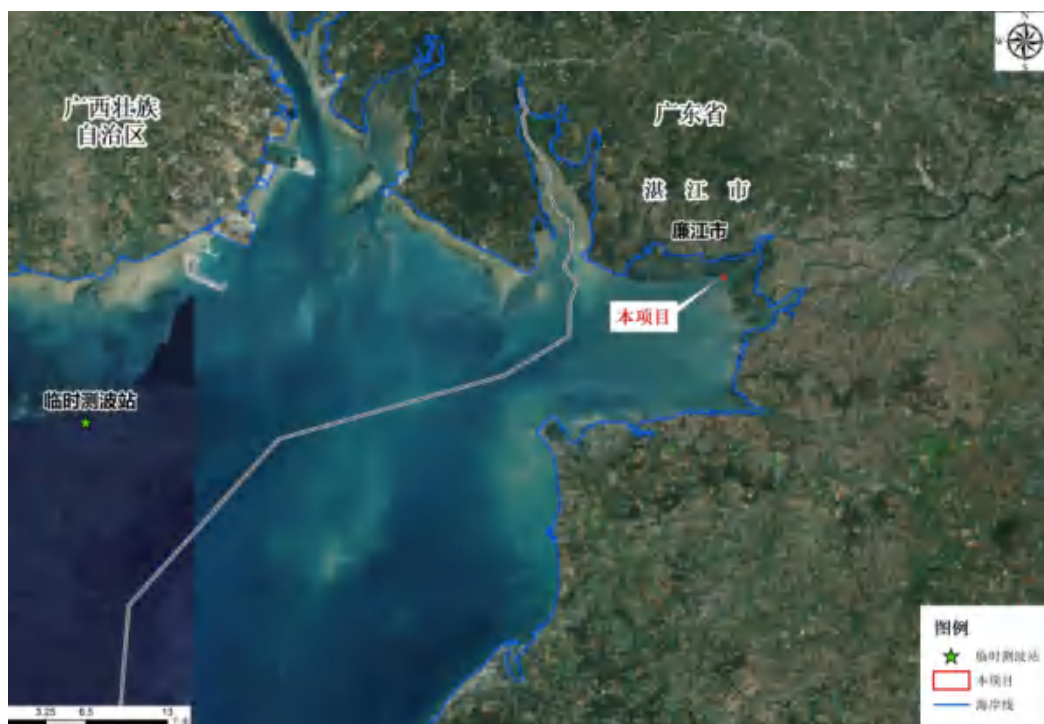 广西壮族
自治区
广东省
湛江市
廉江市
本项目
临时测波站
图例
临时测波站
本项目
海岸线
3.25 6.5 13